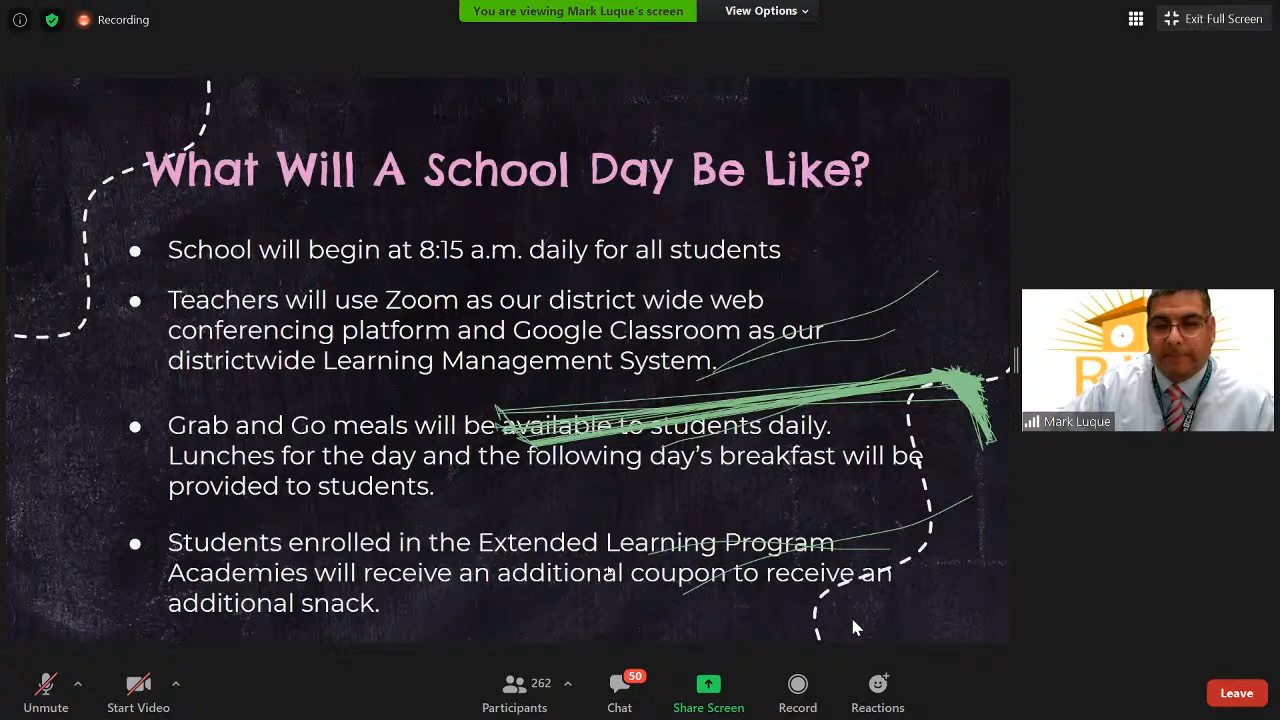 Recording
You are viewing Mark Luque's screen
View Options
Exit Full Screen
What Will A School Day Be Like?
● School will begin at 8:15 a.m. daily for all students
● Teachers will use Zoom as our district wide web
conferencing platform and Google Classroom as our
districtwide Learning Management System.
● Grab and Go meals will be available to students daily.
Lunches for the day and the following day's breakfast will be
provided to students.
● Students enrolled in the Extended Learning Program
Academies will receive an additional coupon to receive an
additional snack.
Mark Luque
Unmute
Start Video
262
Participants
50
Chat
Share Screen
Record
Reactions
Leave